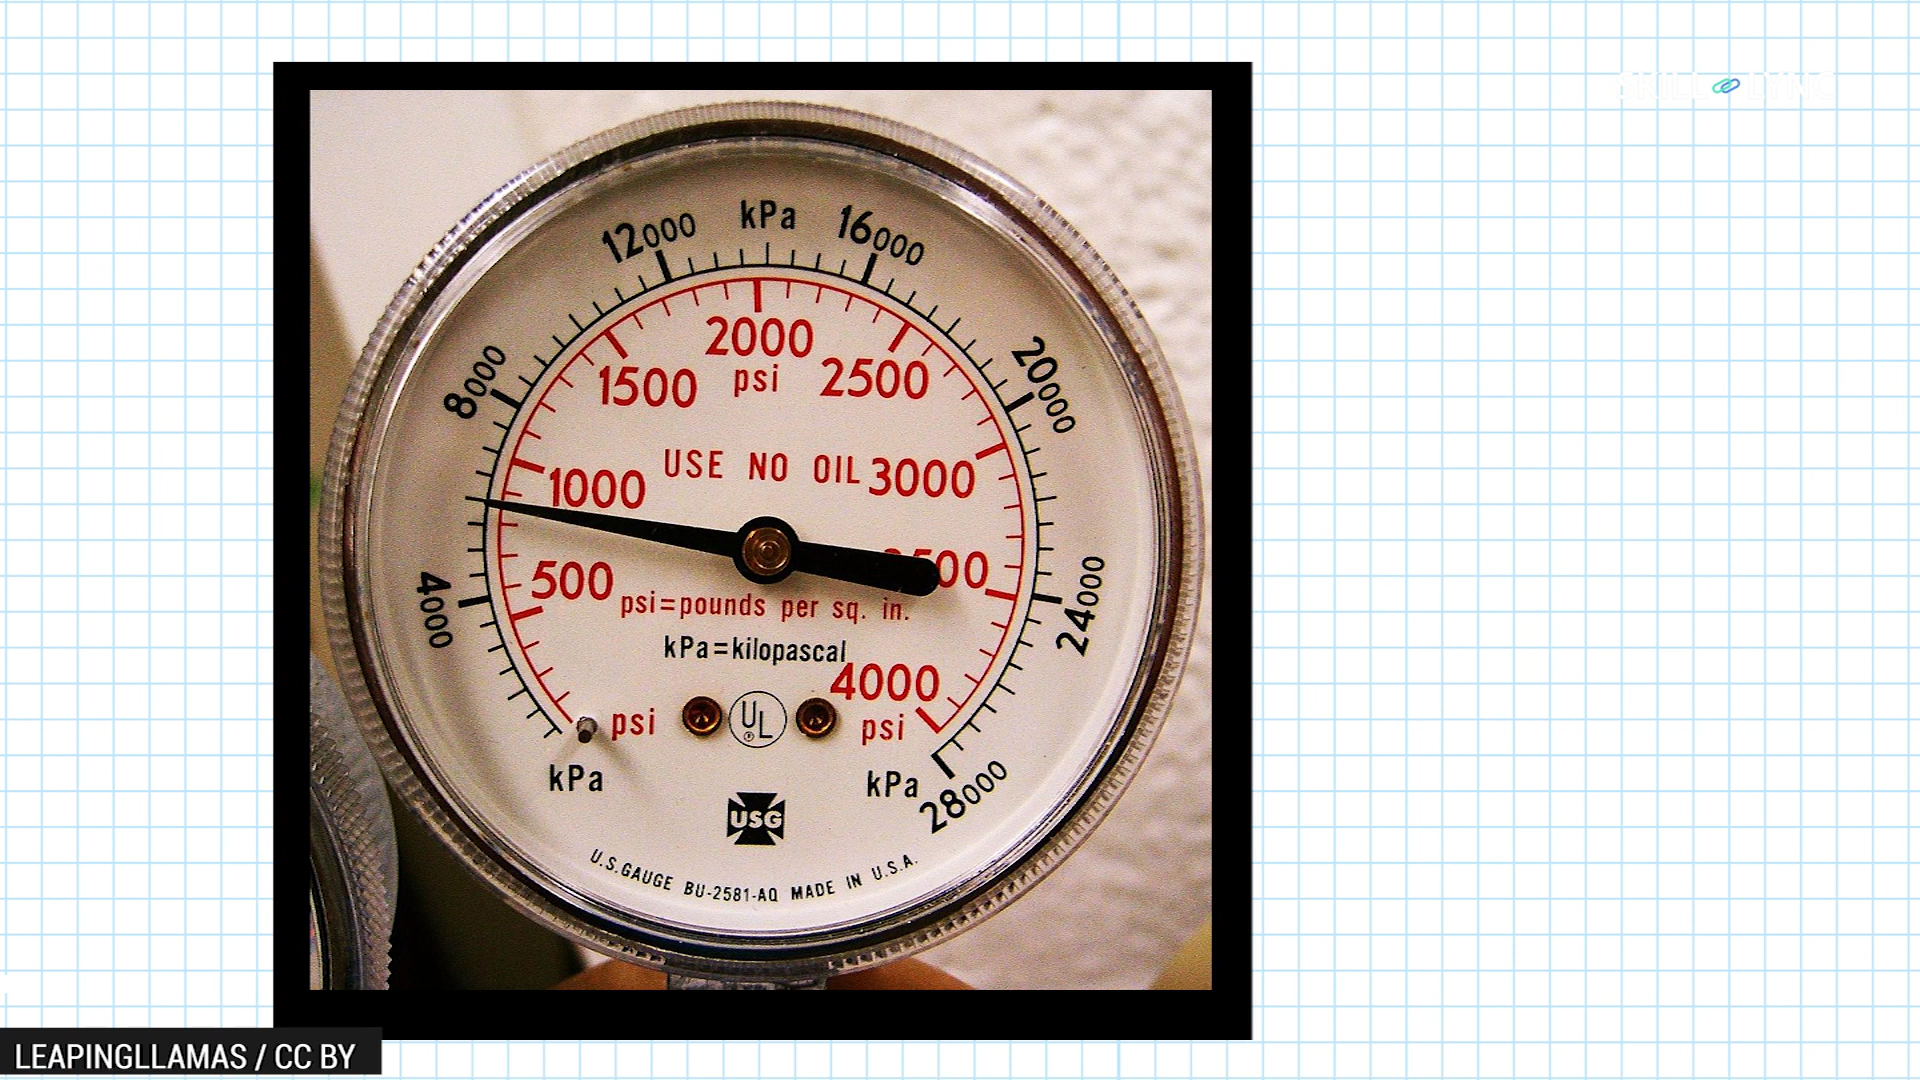 SKILL LYNC
12000 kPa 16000
8000
20000
2000
psi
1500
2500
USE NO OIL
1000
3000
500
psi=pounds per sq. in.
kPa=kilopascal
4000
24000
4000
psi
UL
®
psi
kPa
kPa
28000
USG
U.S.GAUGE BU-2581-AQ MADE IN U.S.A.
LEAPINGLLAMAS / CC BY